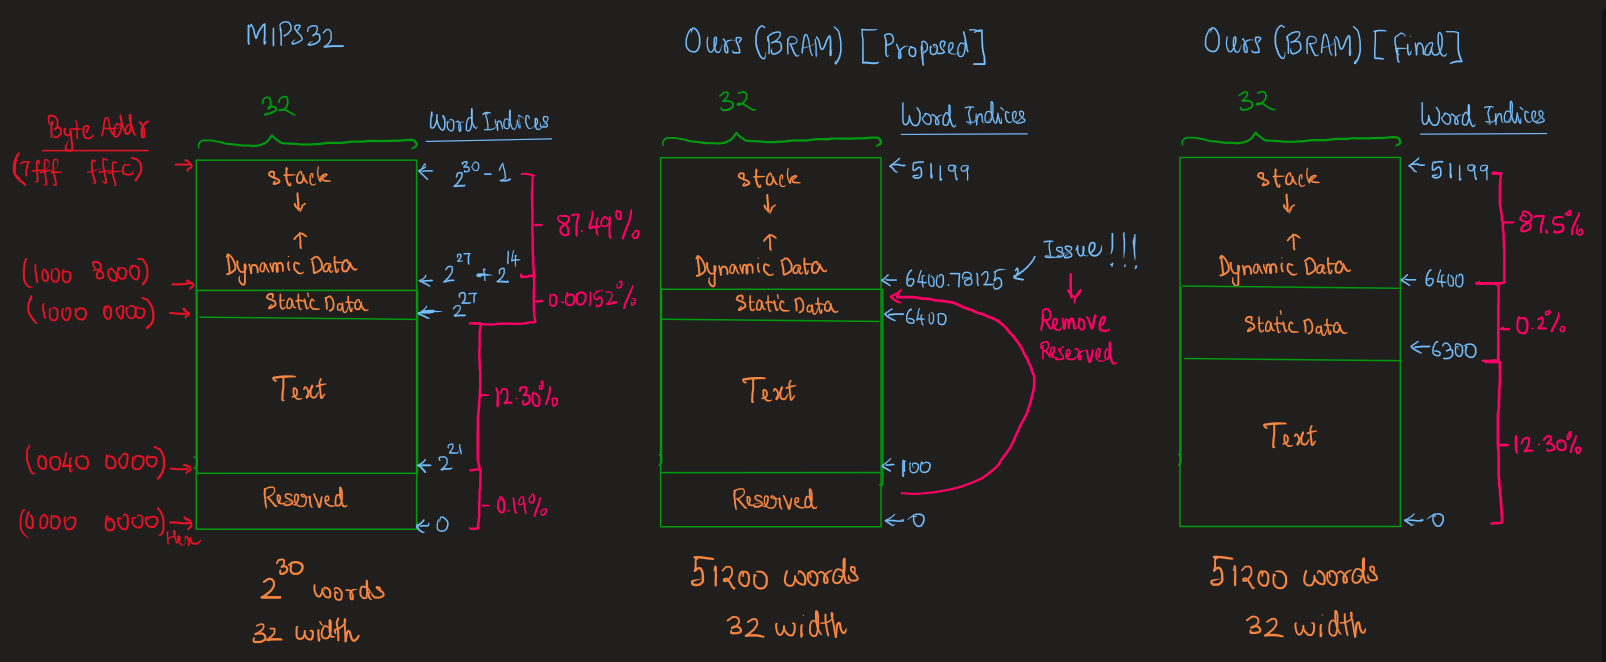 MIPS32
32
Byte Addr
Word Indices
(7fff fffC)
Stack
2^30 - 1
87.49%
(1000 8000)
Dynamic Data
2^27 + 2^14
0.00152%
(1000 0000)
Static Data
2^27
Text
12.30%
(0040 0000)
2^21
Reserved
0.19%
(0000 0000)Hex
0
2^30 words
32 width
Ours (BRAM) [Proposed]
32
Word Indices
Stack
51199
Dynamic Data
6400.78125
Issue!!!
Remove
Reserved
Static Data
6400
Text
100
Reserved
0
51200 words
32 width
Ours (BRAM) [Final]
32
Word Indices
Stack
51199
87.5%
Dynamic Data
6400
Static Data
0.2%
6300
Text
12.30%
0
51200 words
32 width